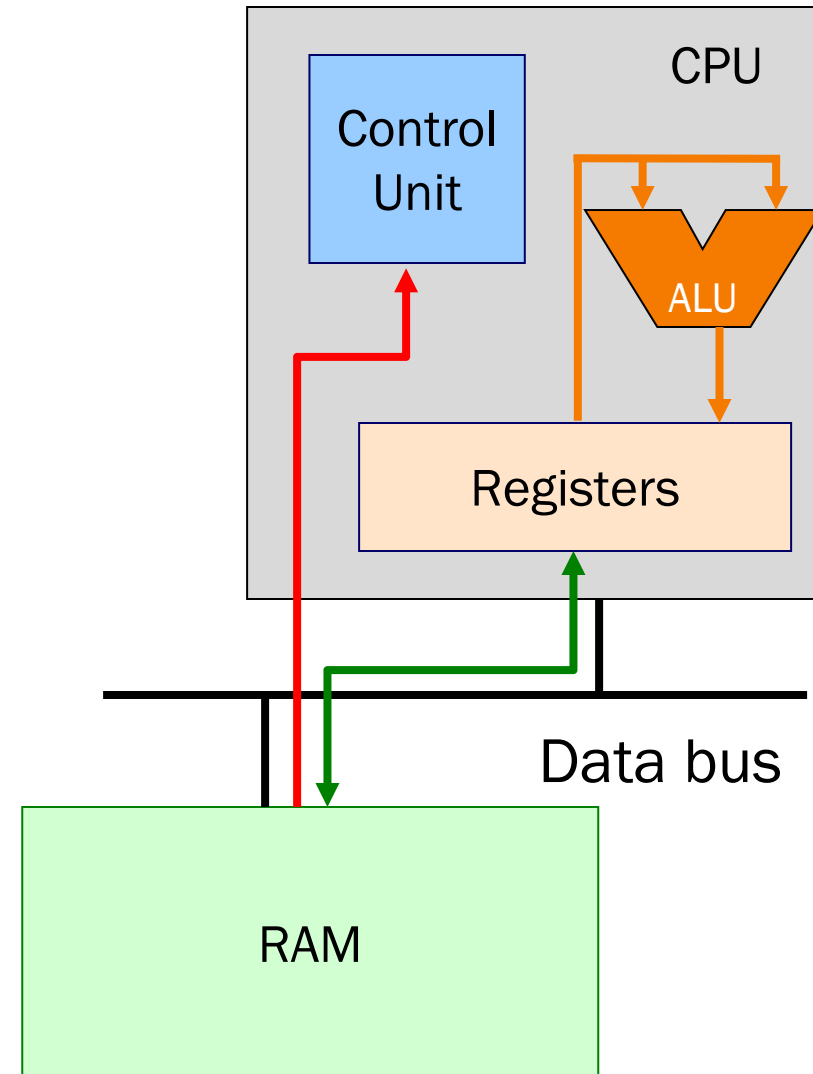 CPU
Control
Unit
ALU
Registers
Data bus
RAM